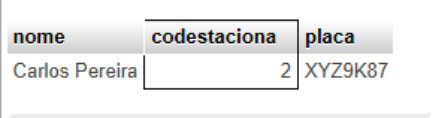 nome codestaciona placa
Carlos Pereira 2 XYZ9K87